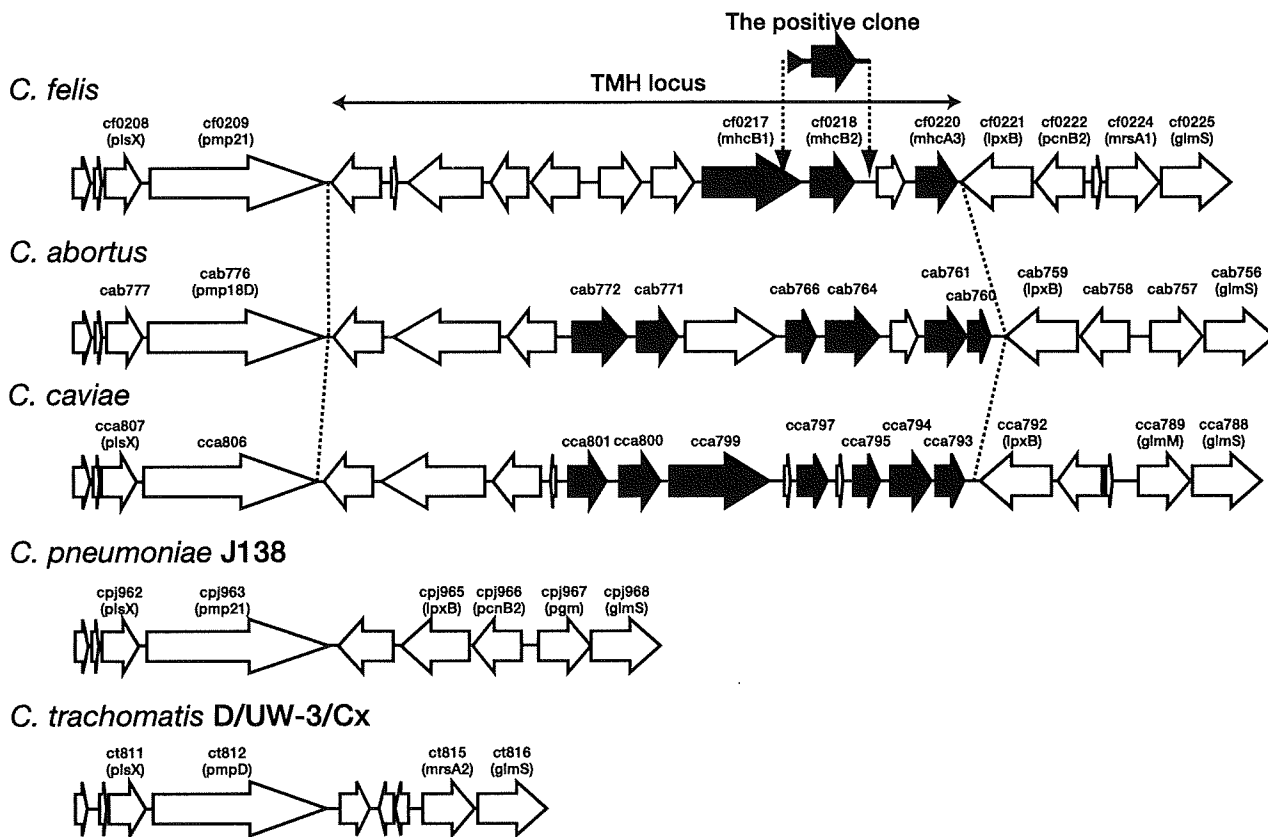 The positive clone
TMH locus
C. felis
cf0208 cf0209 cf0217 cf0218 cf0220 cf0221 cf0222 cf0224 cf0225
(plsX) (pmp21) (mhcB1) (mhcB2) (mhcA3) (lpxB) (pcnB2) (mrsA1) (glmS)
C. abortus
cab777 cab776 cab772 cab771 cab766 cab764 cab761 cab760 cab759 cab758 cab757 cab756
(pmp18D) (lpxB) (glmS)
C. caviae
cca807 cca806 cca801 cca800 cca799 cca797 cca795 cca794 cca793 cca792 cca789 cca788
(plsX) (lpxB) (glmM) (glmS)
C. pneumoniae J138
cpj962 cpj963 cpj965 cpj966 cpj967 cpj968
(plsX) (pmp21) (lpxB) (pcnB2) (pgm) (glmS)
C. trachomatis D/UW-3/Cx
ct811 ct812 ct815 ct816
(plsX) (pmpD) (mrsA2) (glmS)